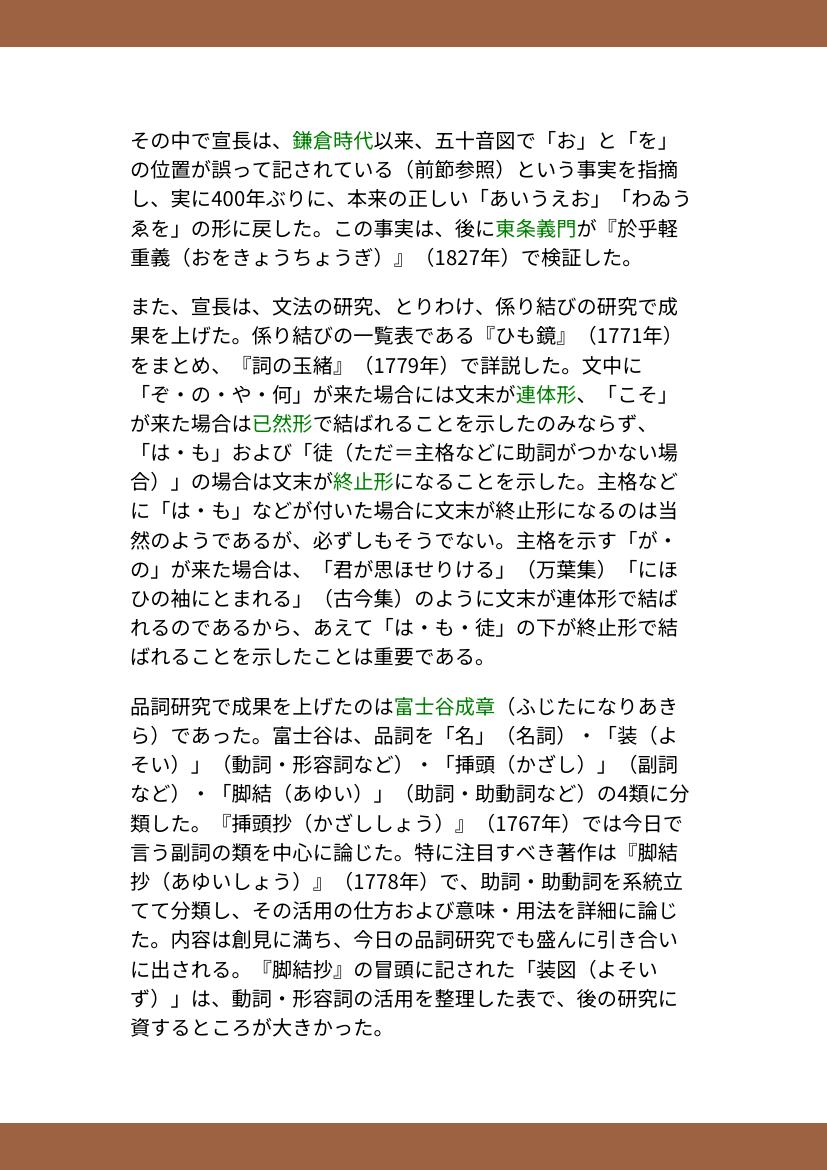 その中で宣長は、鎌倉時代以来、五十音図で「お」と「を」
の位置が誤って記されている（前節参照）という事実を指摘
し、実に400年ぶりに、本来の正しい「あいうえお」「わゐう
ゑを」の形に戻した。この事実は、後に東条義門が『於乎軽
重義（おをきょうちょうぎ）』（1827年）で検証した。
また、宣長は、文法の研究、とりわけ、係り結びの研究で成
果を上げた。係り結びの一覧表である『ひも鏡』（1771年）
をまとめ、『詞の玉緒』（1779年）で詳説した。文中に
「ぞ・の・や・何」が来た場合には文末が連体形、「こそ」
が来た場合は已然形で結ばれることを示したのみならず、
「は・も」および「徒（ただ＝主格などに助詞がつかない場
合）」の場合は文末が終止形になることを示した。主格など
に「は・も」などが付いた場合に文末が終止形になるのは当
然のようであるが、必ずしもそうでない。主格を示す「が・
の」が来た場合は、「君が思ほせりける」（万葉集）「にほ
ひの袖にとまれる」（古今集）のように文末が連体形で結ば
れるのであるから、あえて「は・も・徒」の下が終止形で結
ばれることを示したことは重要である。
品詞研究で成果を上げたのは富士谷成章（ふじたになりあき
ら）であった。富士谷は、品詞を「名」（名詞）・「装（よ
そい）」（動詞・形容詞など）・「挿頭（かざし）」（副詞
など）・「脚結（あゆい）」（助詞・助動詞など）の4類に分
類した。『挿頭抄（かざししょう）』（1767年）では今日で
言う副詞の類を中心に論じた。特に注目すべき著作は『脚結
抄（あゆいしょう）』（1778年）で、助詞・助動詞を系統立
てて分類し、その活用の仕方および意味・用法を詳細に論じ
た。内容は創見に満ち、今日の品詞研究でも盛んに引き合い
に出される。『脚結抄』の冒頭に記された「装図（よそい
ず）」は、動詞・形容詞の活用を整理した表で、後の研究に
資するところが大きかった。